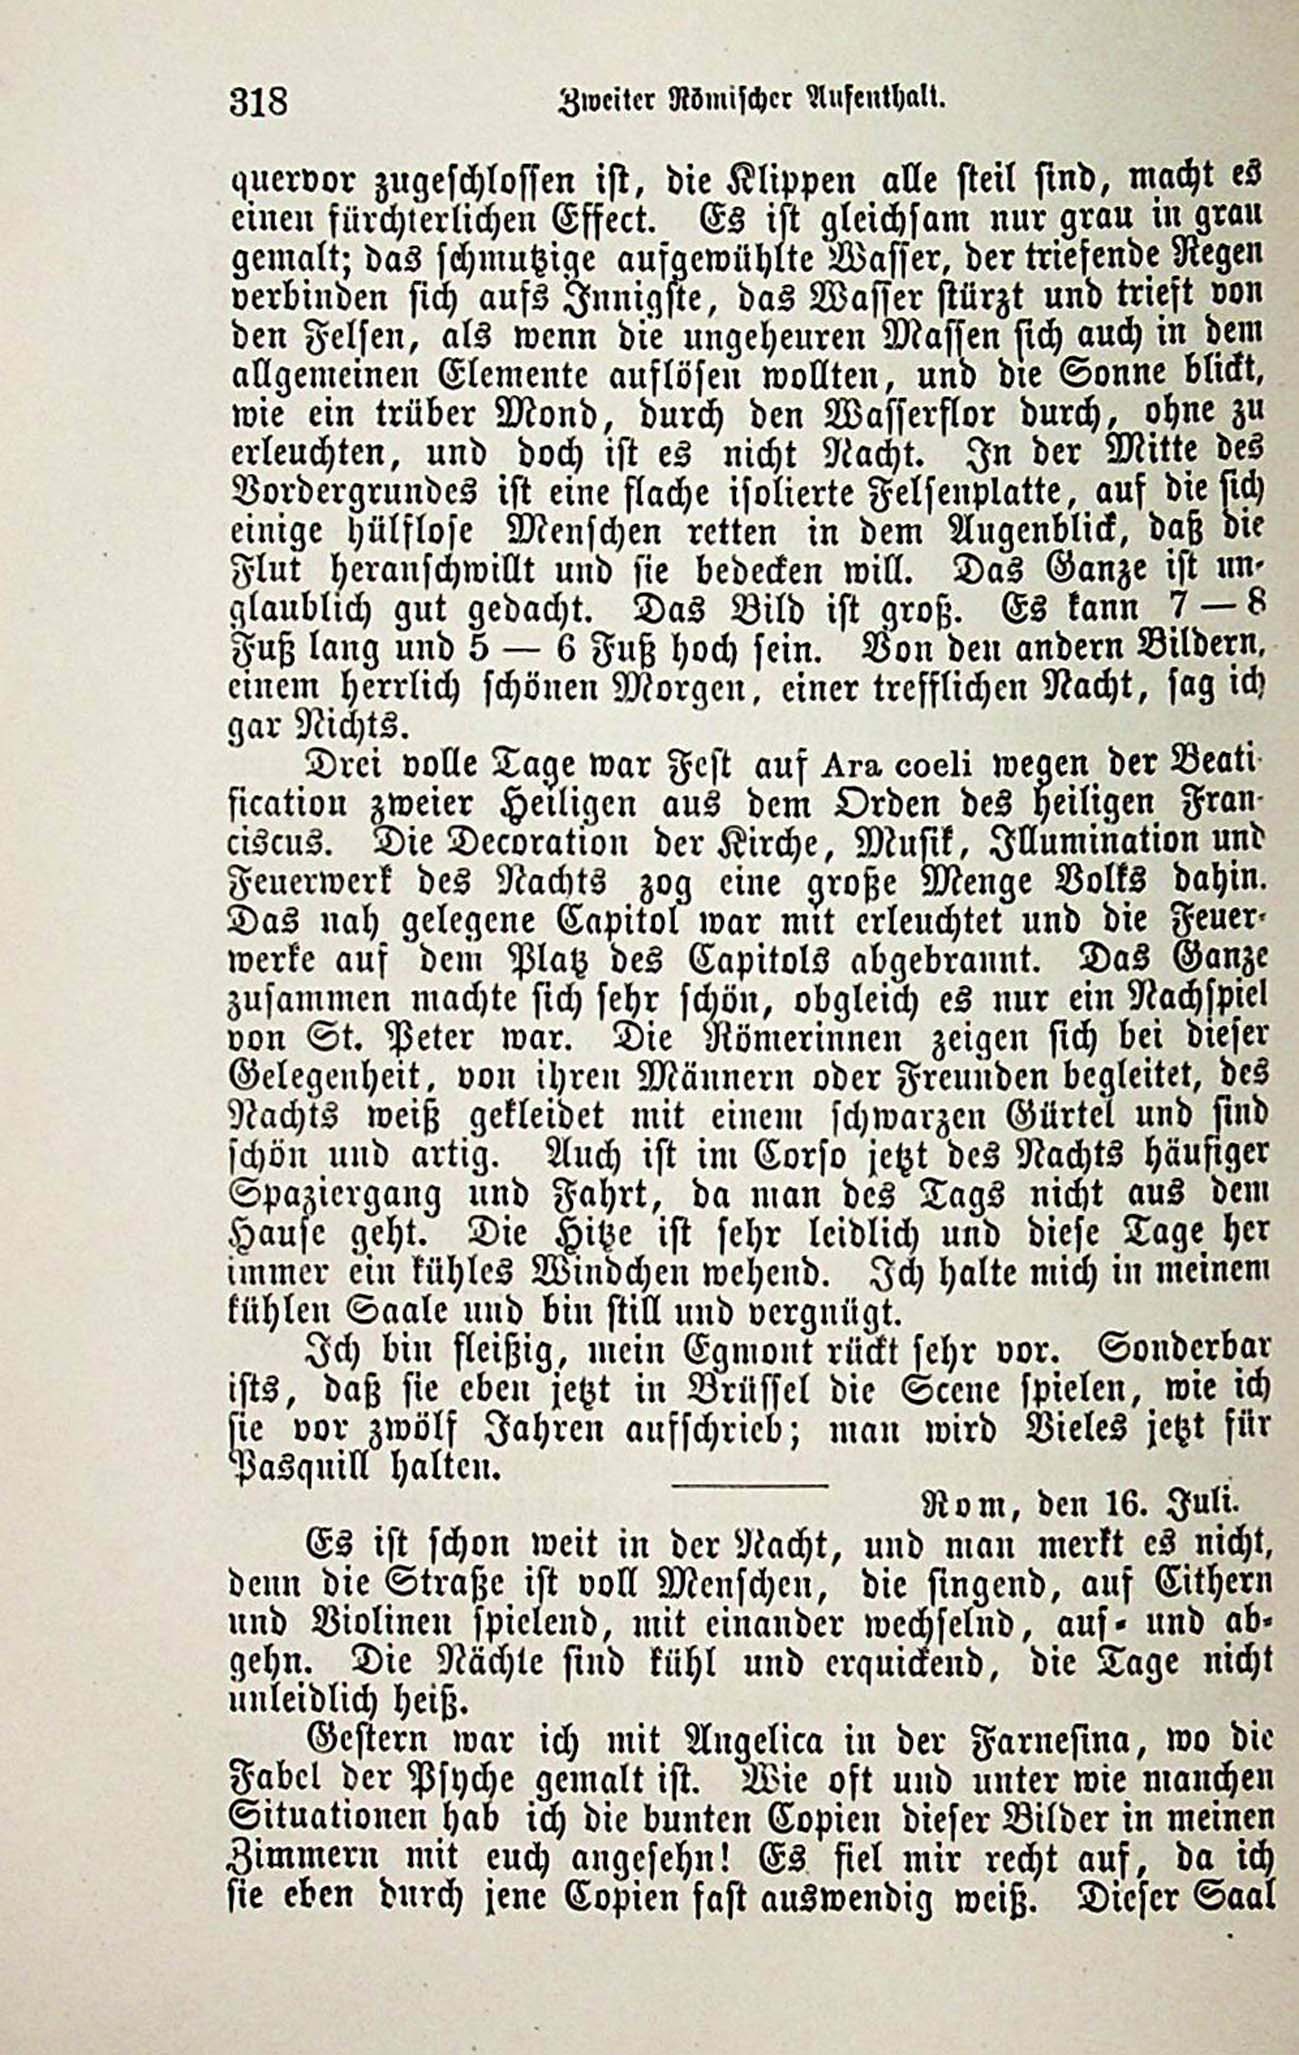 318 Zweiter Römischer Aufenthalt.
quervor zugeschlossen ist, die Klippen alle steil sind, macht es
einen fürchterlichen Effect. Es ist gleichsam nur grau in grau
gemalt; das schmutzige aufgewühlte Wasser, der triefende Regen
verbinden sich aufs Innigste, das Wasser stürzt und trieft von
den Felsen, als wenn die ungeheuren Massen sich auch in dem
allgemeinen Elemente auflösen wollten, und die Sonne blickt,
wie ein trüber Mond, durch den Wasserflor durch, ohne zu
erleuchten, und doch ist es nicht Nacht. In der Mitte des
Vordergrundes ist eine flache isolierte Felsenplatte, auf die sich
einige hülflose Menschen retten in dem Augenblick, daß die
Flut heranschwillt und sie bedecken will. Das Ganze ist un-
glaublich gut gedacht. Das Bild ist groß. Es kann 7 — 8
Fuß lang und 5 — 6 Fuß hoch sein. Von den andern Bildern,
einem herrlich schönen Morgen, einer trefflichen Nacht, sag ich
gar Nichts.
Drei volle Tage war Fest auf Ara coeli wegen der Beati-
fication zweier Heiligen aus dem Orden des heiligen Fran-
ciscus. Die Decoration der Kirche, Musik, Illumination und
Feuerwerk des Nachts zog eine große Menge Volks dahin.
Das nah gelegene Capitol war mit erleuchtet und die Feuer-
werke auf dem Platz des Capitols abgebrannt. Das Ganze
zusammen machte sich sehr schön, obgleich es nur ein Nachspiel
von St. Peter war. Die Römerinnen zeigen sich bei dieser
Gelegenheit, von ihren Männern oder Freunden begleitet, des
Nachts weiß gekleidet mit einem schwarzen Gürtel und sind
schön und artig. Auch ist im Corso jetzt des Nachts häufiger
Spaziergang und Fahrt, da man des Tags nicht aus dem
Hause geht. Die Hitze ist sehr leidlich und diese Tage her
immer ein kühles Windchen wehend. Ich halte mich in meinem
kühlen Saale und bin still und vergnügt.
Ich bin fleißig, mein Egmont rückt sehr vor. Sonderbar
ists, daß sie eben jetzt in Brüssel die Scene spielen, wie ich
sie vor zwölf Jahren aufschrieb; man wird Vieles jetzt für
Pasquill halten.
Rom, den 16. Juli.
Es ist schon weit in der Nacht, und man merkt es nicht,
denn die Straße ist voll Menschen, die singend, auf Cithern
und Violinen spielend, mit einander wechselnd, auf- und ab-
gehn. Die Nächte sind kühl und erquickend, die Tage nicht
unleidlich heiß.
Gestern war ich mit Angelica in der Farnesina, wo die
Fabel der Psyche gemalt ist. Wie oft und unter wie manchen
Situationen hab ich die bunten Copien dieser Bilder in meinen
Zimmern mit euch angesehn! Es fiel mir recht auf, da ich
sie eben durch jene Copien fast auswendig weiß. Dieser Saal